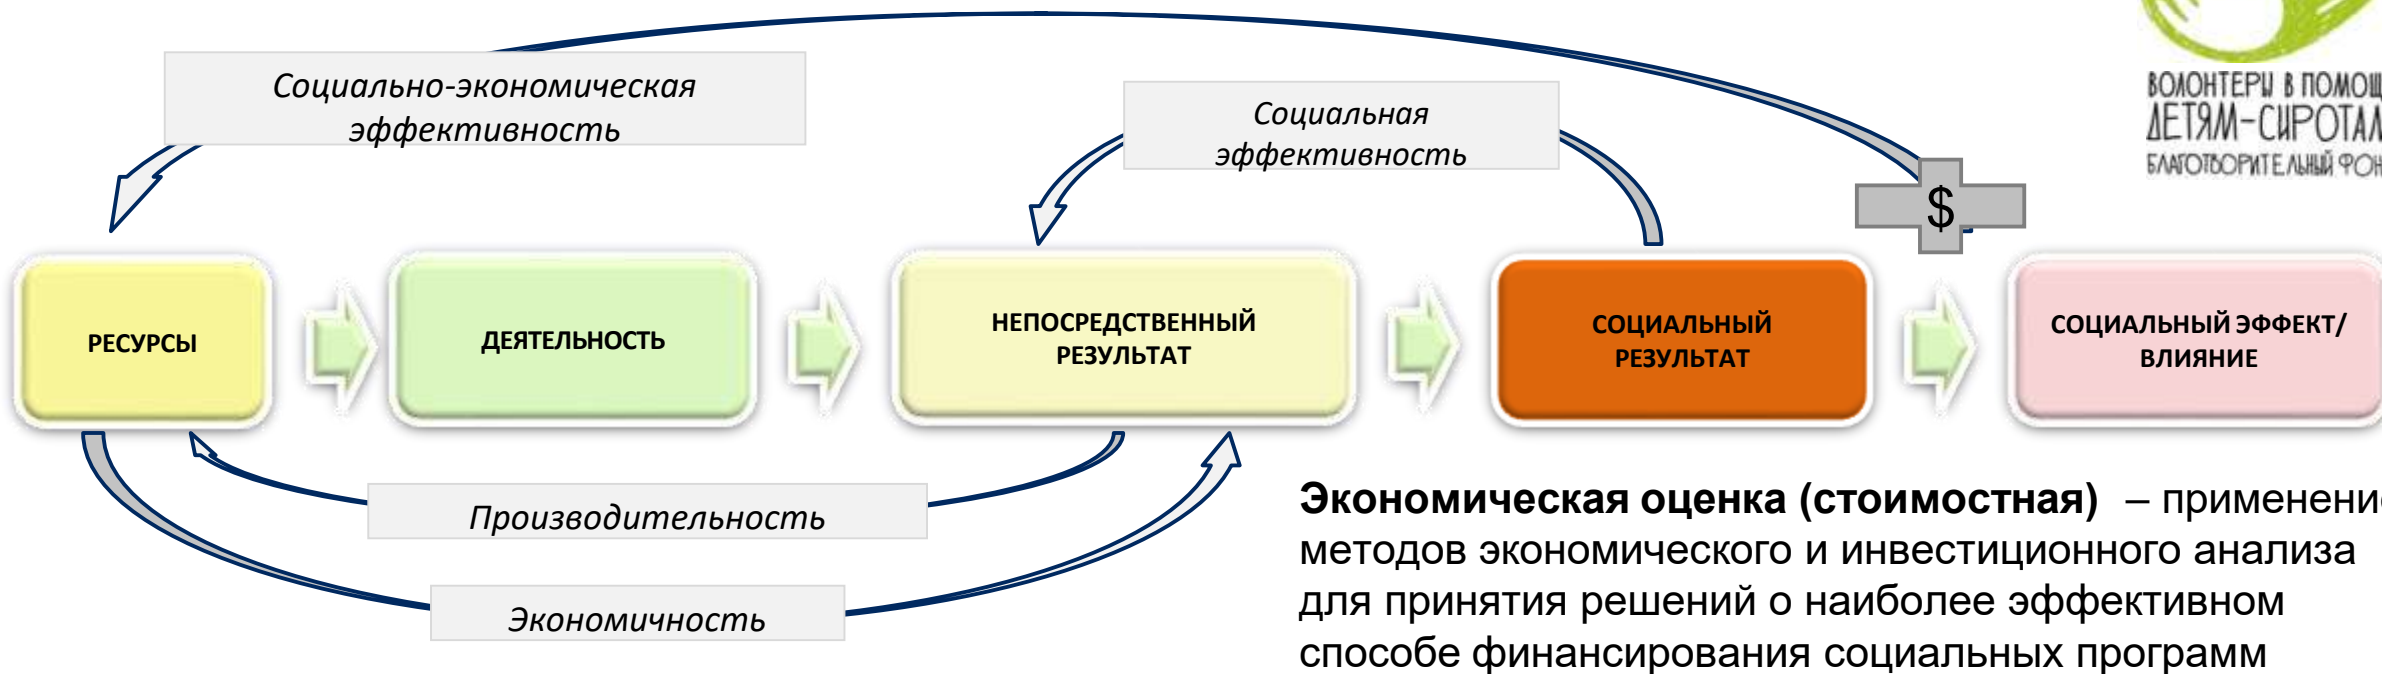 Социально-экономическая
эффективность
Социальная
эффективность
ВОЛОНТЕРЫ В ПОМОЩ
ДЕТЯМ-СИРОТАМ
БЛАГОТВОРИТЕЛЬНЫЙ ФОН
$
РЕСУРСЫ
ДЕЯТЕЛЬНОСТЬ
НЕПОСРЕДСТВЕННЫЙ
РЕЗУЛЬТАТ
СОЦИАЛЬНЫЙ
РЕЗУЛЬТАТ
СОЦИАЛЬНЫЙ ЭФФЕКТ/
ВЛИЯНИЕ
Производительность
Экономичность
Экономическая оценка (стоимостная) – применение
методов экономического и инвестиционного анализа
для принятия решений о наиболее эффективном
способе финансирования социальных программ